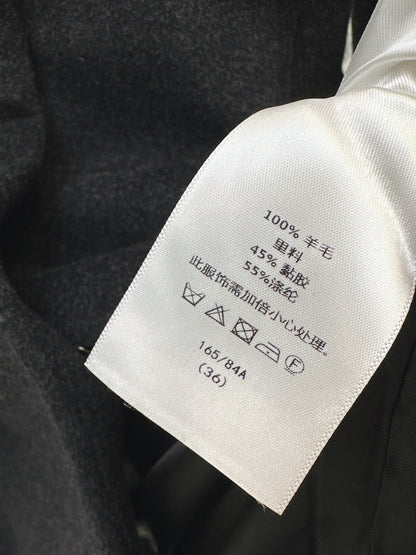 100% 羊毛
里料
45% 黏胶
55%涤纶
此服饰需加倍小心处理。
F
165/84A
(36)